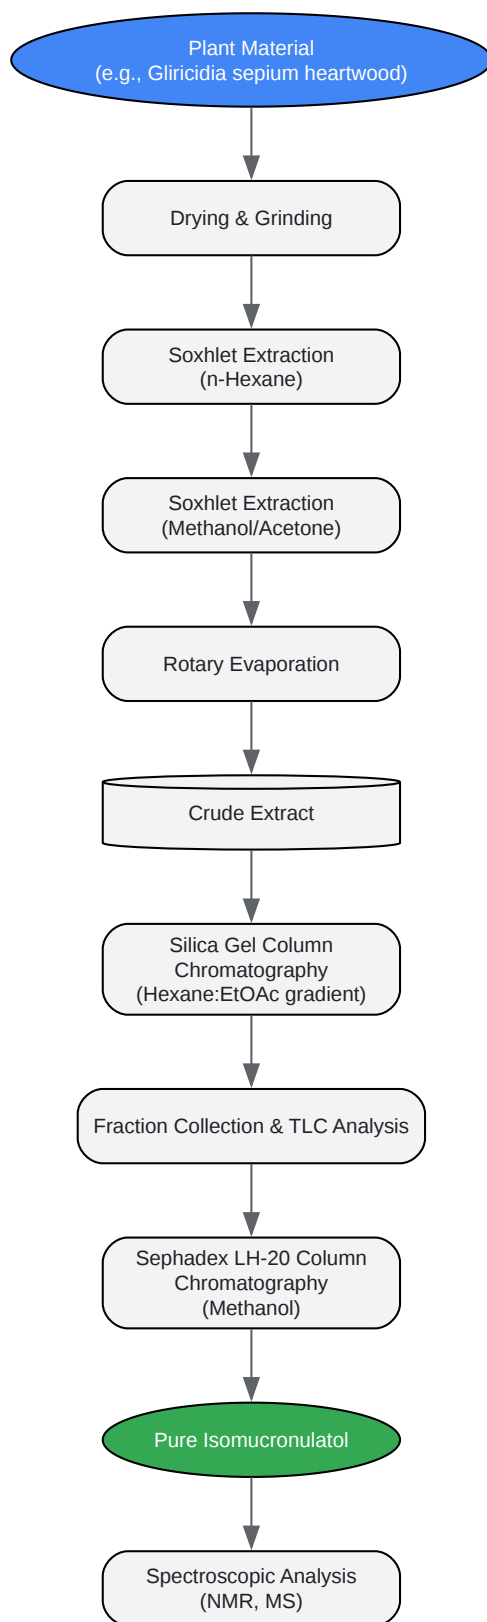 Plant Material
(e.g., Gliricidia sepium heartwood)
Drying & Grinding
Soxhlet Extraction
(n-Hexane)
Soxhlet Extraction
(Methanol/Acetone)
Rotary Evaporation
Crude Extract
Silica Gel Column
Chromatography
(Hexane:EtOAc gradient)
Fraction Collection & TLC Analysis
Sephadex LH-20 Column
Chromatography
(Methanol)
Pure Isomucronulatol
Spectroscopic Analysis
(NMR, MS)